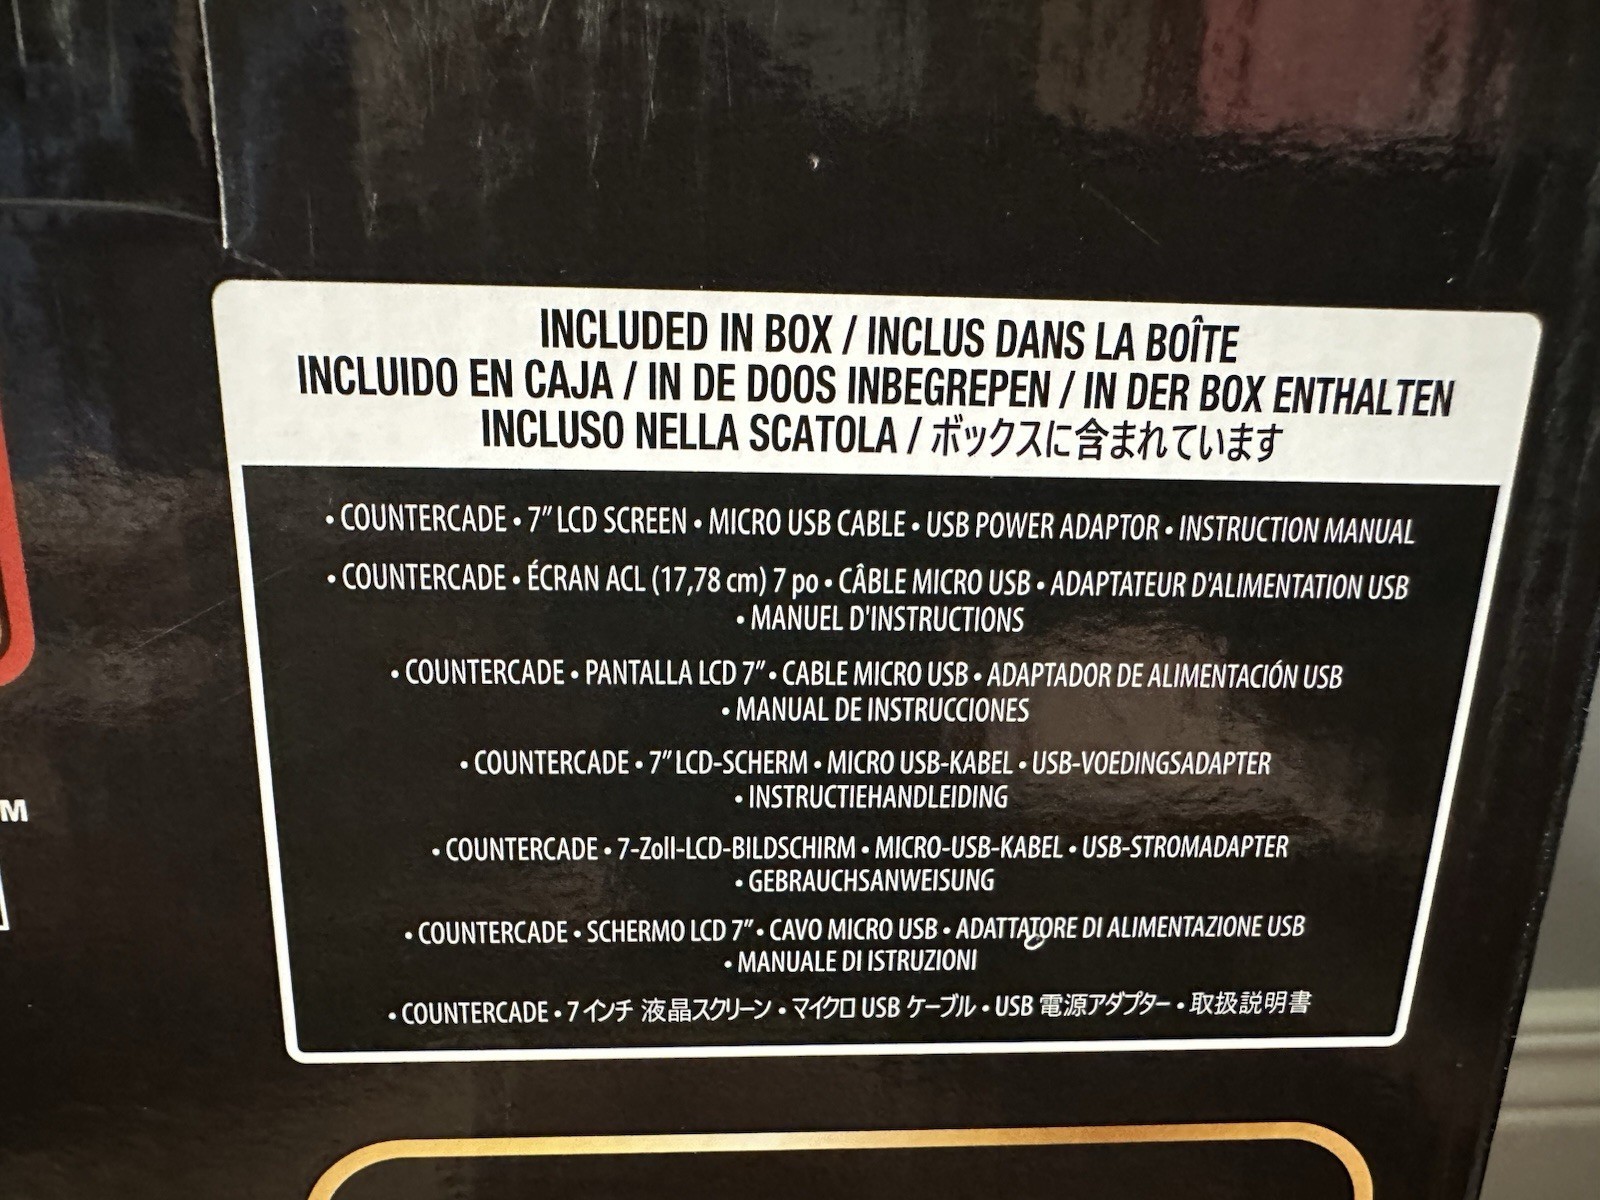 INCLUDED IN BOX / INCLUS DANS LA BOÎTE
INCLUIDO EN CAJA / IN DE DOOS INBEGREPEN / IN DER BOX ENTHALTEN
INCLUSO NELLA SCATOLA / ボックスに含まれています
• COUNTERCADE • 7" LCD SCREEN • MICRO USB CABLE • USB POWER ADAPTOR • INSTRUCTION MANUAL
• COUNTERCADE • ÉCRAN ACL (17,78 cm) 7 po • CÂBLE MICRO USB • ADAPTATEUR D'ALIMENTATION USB
• MANUEL D'INSTRUCTIONS
• COUNTERCADE • PANTALLA LCD 7" • CABLE MICRO USB • ADAPTADOR DE ALIMENTACIÓN USB
• MANUAL DE INSTRUCCIONES
• COUNTERCADE • 7" LCD-SCHERM • MICRO USB-KABEL • USB-VOEDINGSADAPTER
• INSTRUCTIEHANDLEIDING
• COUNTERCADE • 7-Zoll-LCD-BILDSCHIRM • MICRO-USB-KABEL • USB-STROMADAPTER
• GEBRAUCHSANWEISUNG
• COUNTERCADE • SCHERMO LCD 7" • CAVO MICRO USB • ADATTATORE DI ALIMENTAZIONE USB
• MANUALE DI ISTRUZIONI
• COUNTERCADE • 7 インチ 液晶スクリーン • マイクロ USB ケーブル • USB 電源アダプター • 取扱説明書